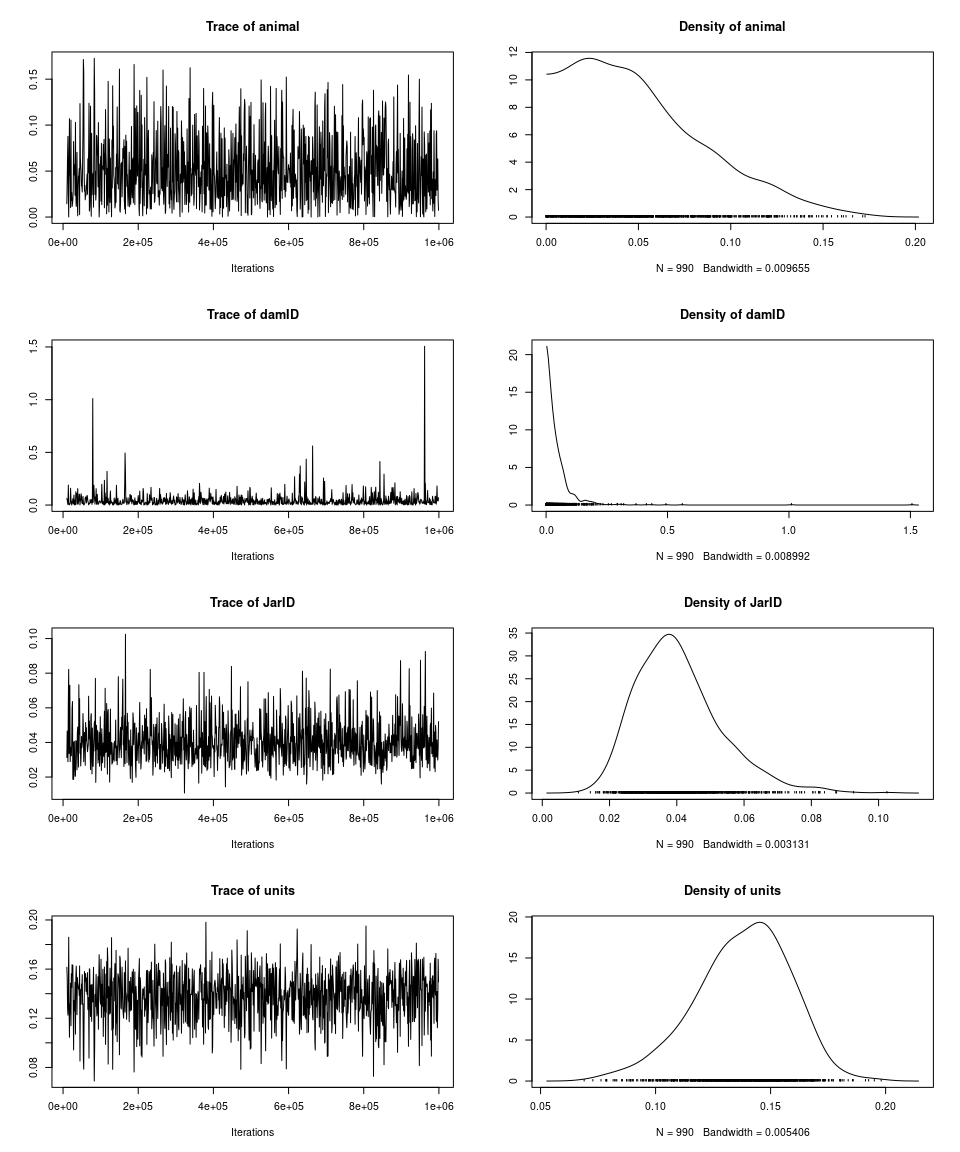 Trace of animal
0.00 0.05 0.10 0.15
0e+00 2e+05 4e+05 6e+05 8e+05 1e+06
Iterations
Density of animal
0 2 4 6 8 10 12
0.00 0.05 0.10 0.15 0.20
N = 990 Bandwidth = 0.009655
Trace of damID
0.0 0.5 1.0 1.5
0e+00 2e+05 4e+05 6e+05 8e+05 1e+06
Iterations
Density of damID
0 5 10 15 20
0.0 0.5 1.0 1.5
N = 990 Bandwidth = 0.008992
Trace of JarID
0.02 0.04 0.06 0.08 0.10
0e+00 2e+05 4e+05 6e+05 8e+05 1e+06
Iterations
Density of JarID
0 5 10 15 20 25 30 35
0.00 0.02 0.04 0.06 0.08 0.10
N = 990 Bandwidth = 0.003131
Trace of units
0.08 0.12 0.16 0.20
0e+00 2e+05 4e+05 6e+05 8e+05 1e+06
Iterations
Density of units
0 5 10 15 20
0.05 0.10 0.15 0.20
N = 990 Bandwidth = 0.005406